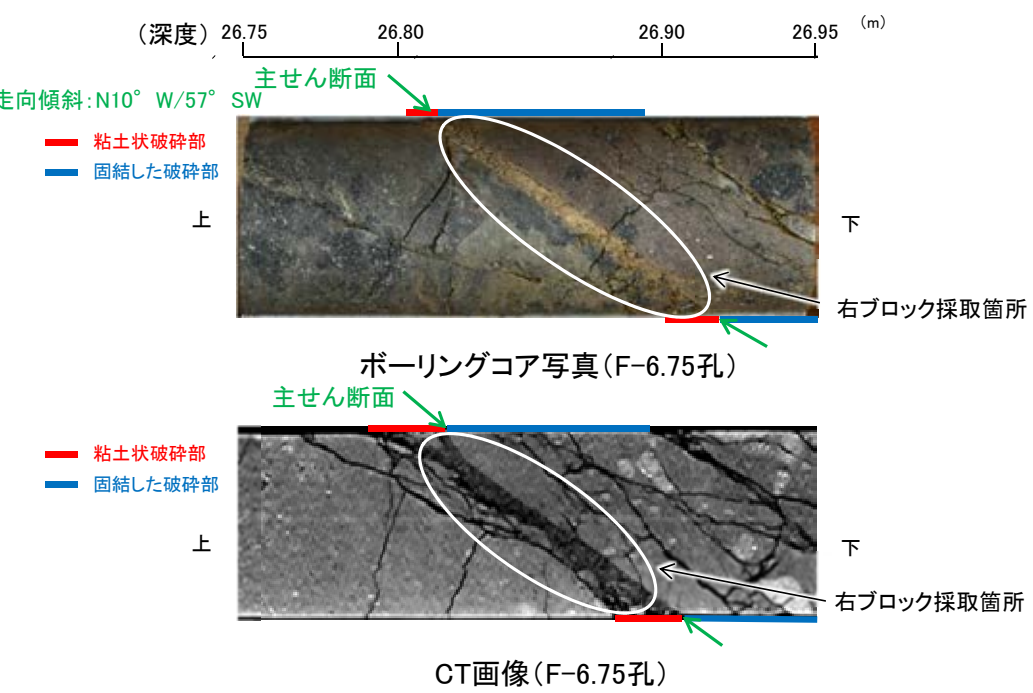 (深度) 26.75 26.80 26.90 26.95 (m)
主せん断面
走向傾斜:N10°W/57°SW
粘土状破砕部
固結した破砕部
上
下
右ブロック採取箇所
ボーリングコア写真(F-6.75孔)
主せん断面
粘土状破砕部
固結した破砕部
上
下
右ブロック採取箇所
CT画像(F-6.75孔)